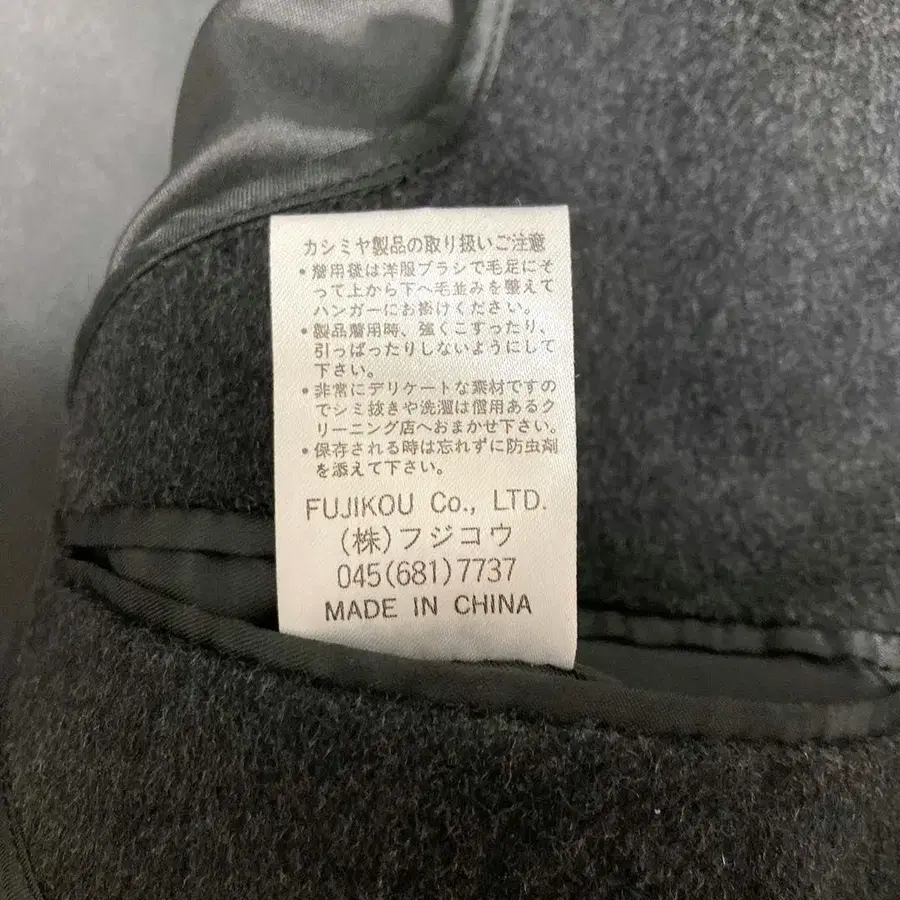 カシミヤ製品の取り扱いご注意
・着用後は洋服ブラシで毛足にそ
って上から下へ毛並みを整えて
ハンガーにお掛けください。
・製品着用時、強くこすったり、
引っぱったりしないようにして
下さい。
・非常にデリケートな素材ですの
でシミ抜きや洗濯は信用あるク
リーニング店へおまかせ下さい。
・保存される時は忘れずに防虫剤
を添えて下さい。
FUJIKOU Co., LTD.
(株)フジコウ
045(681)7737
MADE IN CHINA